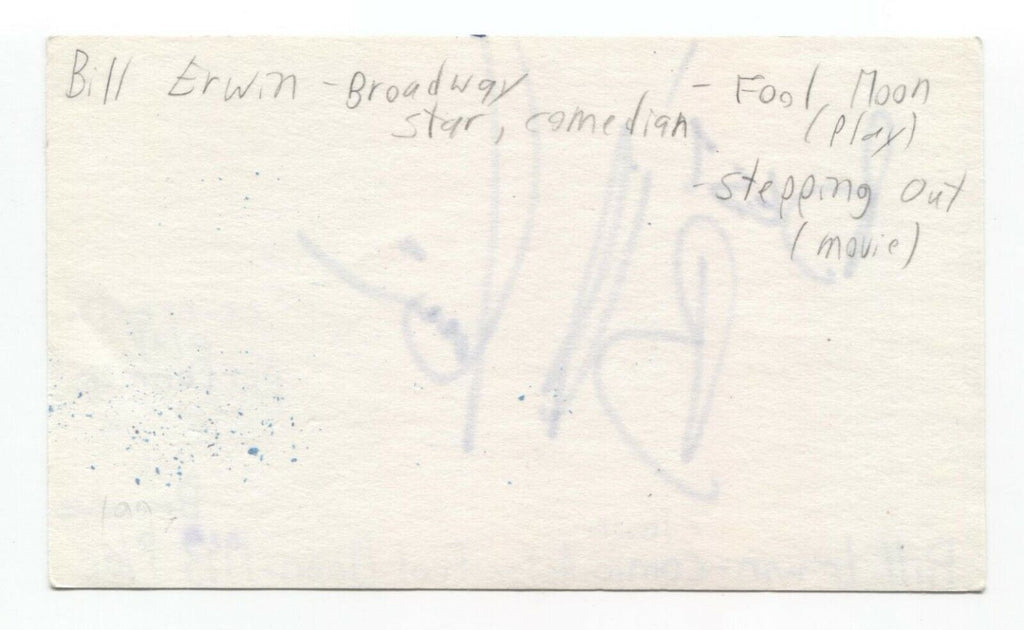 Bill Erwin - Broadway
star, comedian
- Fool Moon
(play)
- stepping out
(movie)